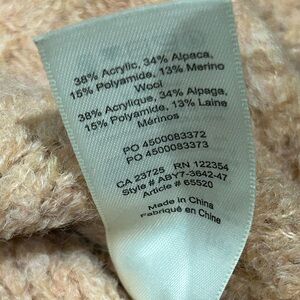 38% Acrylic, 34% Alpaca,
15% Polyamide, 13% Merino
Wool
38% Acrylique, 34% Alpaga,
15% Polyamide, 13% Laine
Mérinos
PO 4500083372
PO 4500083373
CA 23725 RN 122354
Style # ABY7-3642-47
Article # 65520
Made in China
Fabriqué en Chine